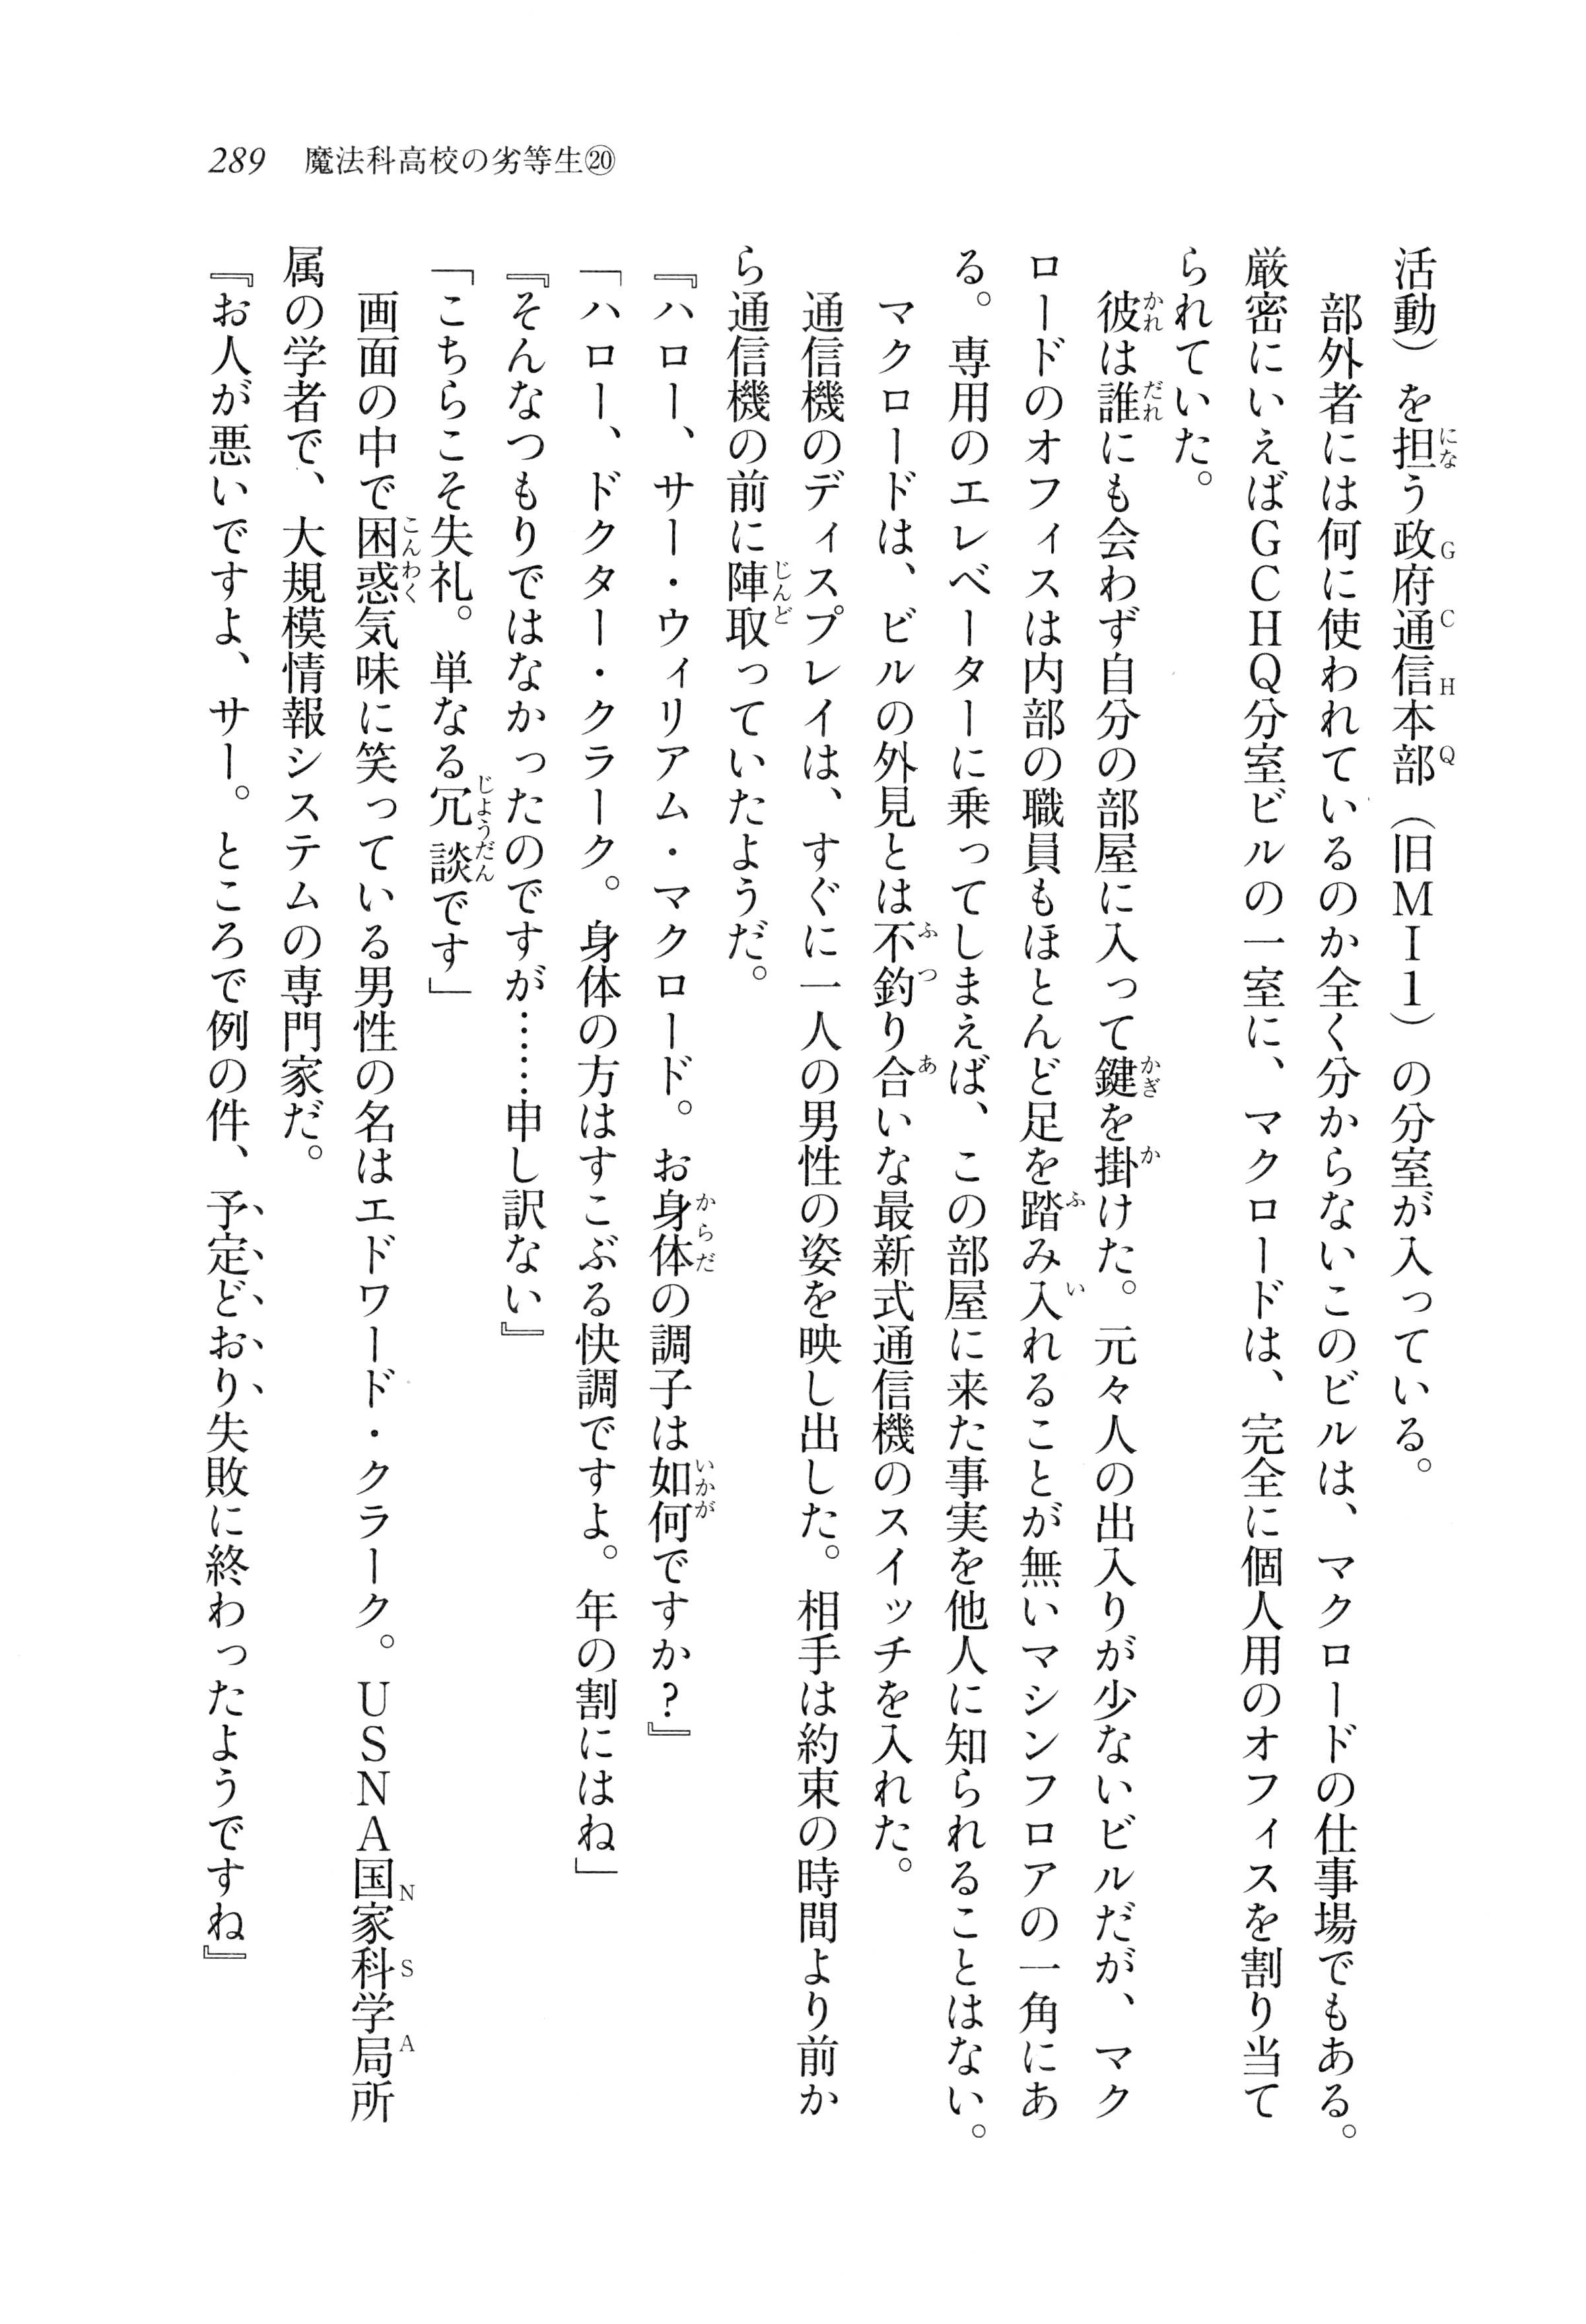 289 魔法科高校の劣等生⑳
活動）を担う政府通信本部（旧ＭＩ１）の分室が入っている。
　部外者には何に使われているのか全く分からないこのビルは、マクロードの仕事場でもある。
厳密にいえばＧＣＨＱ分室ビルの一室に、マクロードは、完全に個人用のオフィスを割り当て
られていた。
　彼は誰にも会わず自分の部屋に入って鍵を掛けた。元々人の出入りが少ないビルだが、マク
ロードのオフィスは内部の職員もほとんど足を踏み入れることが無いマシンフロアの一角にあ
る。専用のエレベーターに乗ってしまえば、この部屋に来た事実を他人に知られることはない。
　マクロードは、ビルの外見とは不釣り合いな最新式通信機のスイッチを入れた。
　通信機のディスプレイは、すぐに一人の男性の姿を映し出した。相手は約束の時間より前か
ら通信機の前に陣取っていたようだ。
『ハロー、サー・ウィリアム・マクロード。お身体の調子は如何ですか？』
「ハロー、ドクター・クラーク。身体の方はすこぶる快調ですよ。年の割にはね」
『そんなつもりではなかったのですが……申し訳ない』
「こちらこそ失礼。単なる冗談です」
　画面の中で困惑気味に笑っている男性の名はエドワード・クラーク。ＵＳＮＡ国家科学局所
属の学者で、大規模情報システムの専門家だ。
『お人が悪いですよ、サー。ところで例の件、予定どおり失敗に終わったようですね』